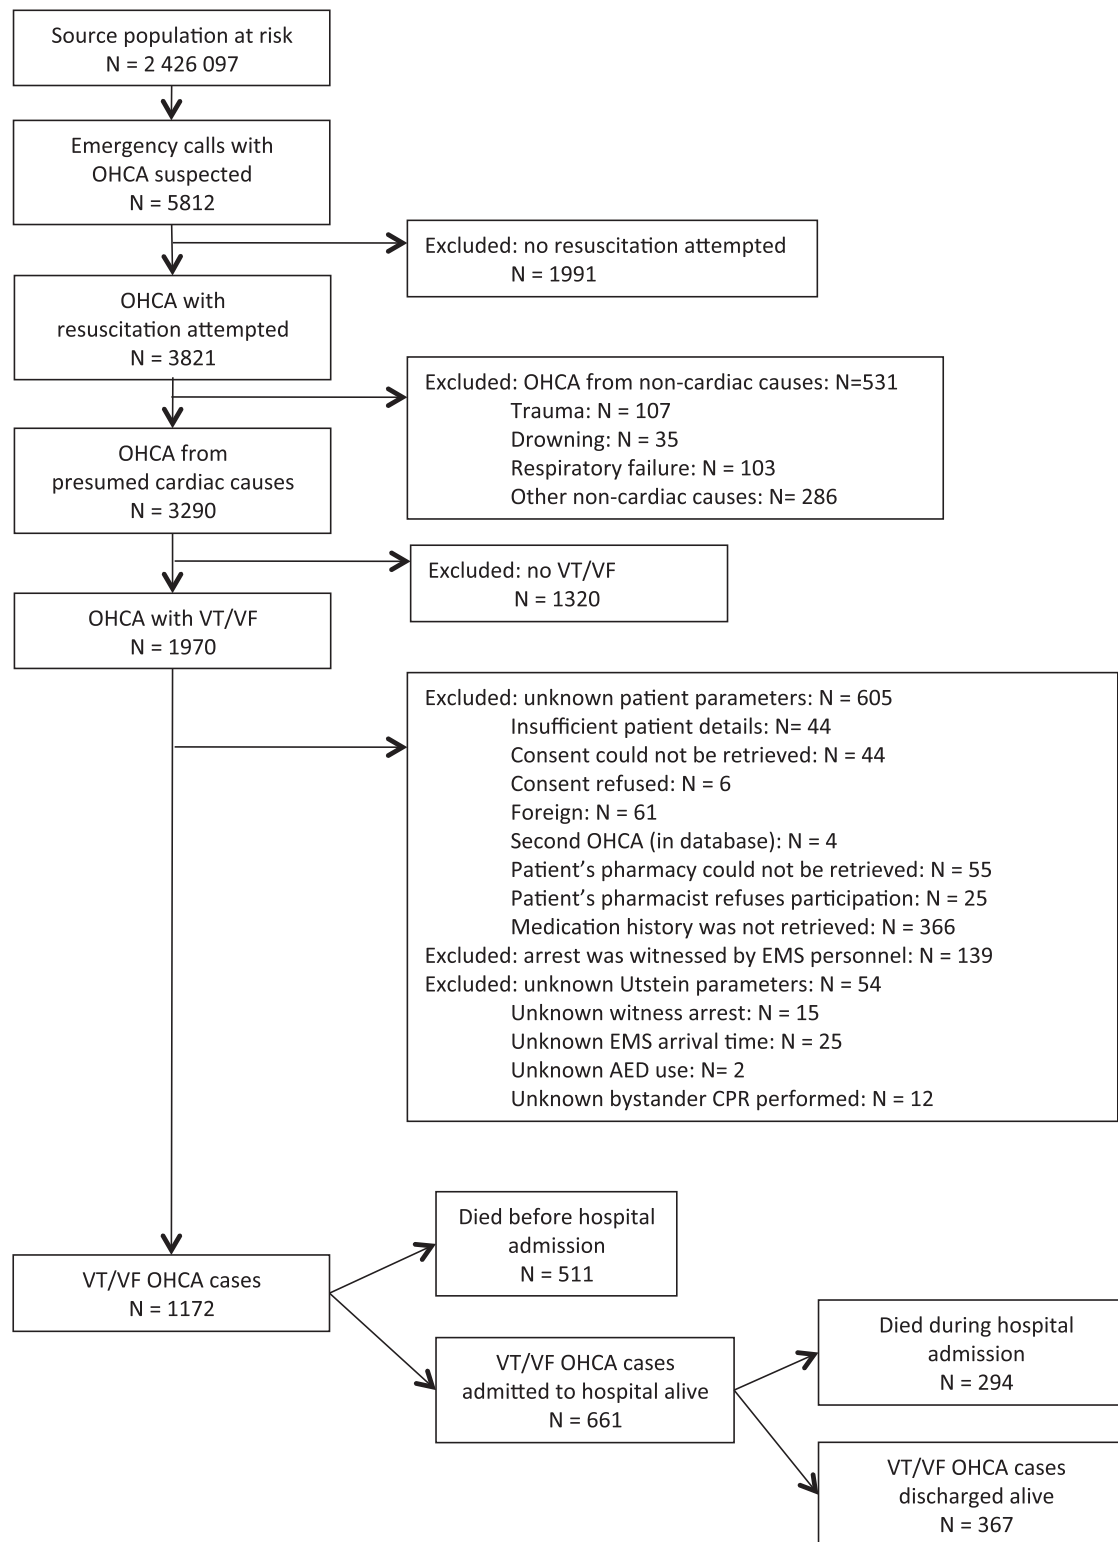 Source population at risk
N = 2 426 097
Emergency calls with
OHCA suspected
N = 5812
Excluded: no resuscitation attempted
N = 1991
OHCA with
resuscitation attempted
N = 3821
Excluded: OHCA from non-cardiac causes: N=531
Trauma: N = 107
Drowning: N = 35
Respiratory failure: N = 103
Other non-cardiac causes: N= 286
OHCA from
presumed cardiac causes
N = 3290
Excluded: no VT/VF
N = 1320
OHCA with VT/VF
N = 1970
Excluded: unknown patient parameters: N = 605
Insufficient patient details: N= 44
Consent could not be retrieved: N = 44
Consent refused: N = 6
Foreign: N = 61
Second OHCA (in database): N = 4
Patient’s pharmacy could not be retrieved: N = 55
Patient’s pharmacist refuses participation: N = 25
Medication history was not retrieved: N = 366
Excluded: arrest was witnessed by EMS personnel: N = 139
Excluded: unknown Utstein parameters: N = 54
Unknown witness arrest: N = 15
Unknown EMS arrival time: N = 25
Unknown AED use: N= 2
Unknown bystander CPR performed: N = 12
Died before hospital
admission
N = 511
VT/VF OHCA cases
N = 1172
VT/VF OHCA cases
admitted to hospital alive
N = 661
Died during hospital
admission
N = 294
VT/VF OHCA cases
discharged alive
N = 367